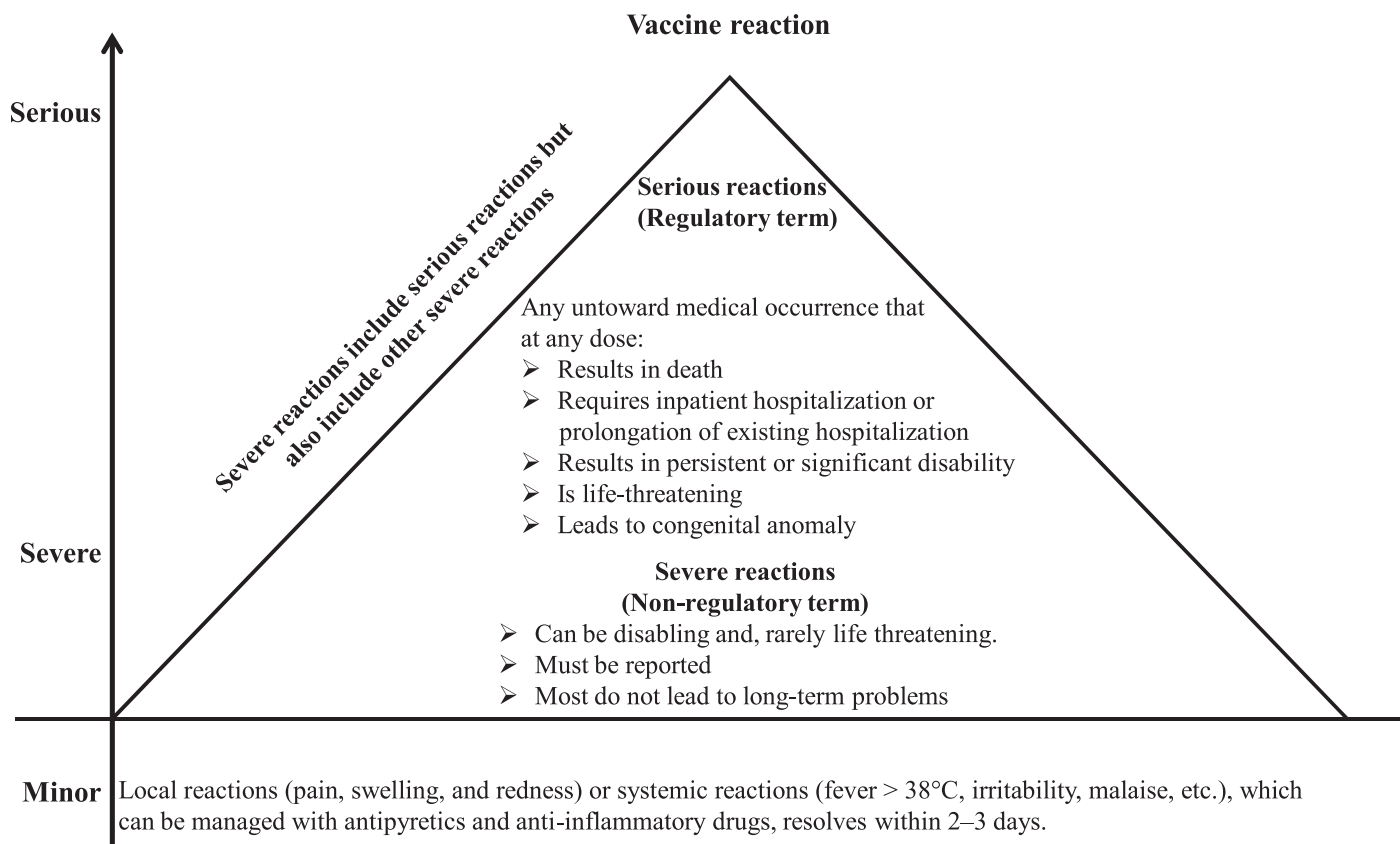 Vaccine reaction
Serious
Severe reactions include serious reactions but
also include other severe reactions
Serious reactions
(Regulatory term)
Any untoward medical occurrence that
at any dose:
➢ Results in death
➢ Requires inpatient hospitalization or
prolongation of existing hospitalization
➢ Results in persistent or significant disability
➢ Is life-threatening
➢ Leads to congenital anomaly
Severe
Severe reactions
(Non-regulatory term)
➢ Can be disabling and, rarely life threatening.
➢ Must be reported
➢ Most do not lead to long-term problems
Minor
Local reactions (pain, swelling, and redness) or systemic reactions (fever > 38°C, irritability, malaise, etc.), which
can be managed with antipyretics and anti-inflammatory drugs, resolves within 2–3 days.